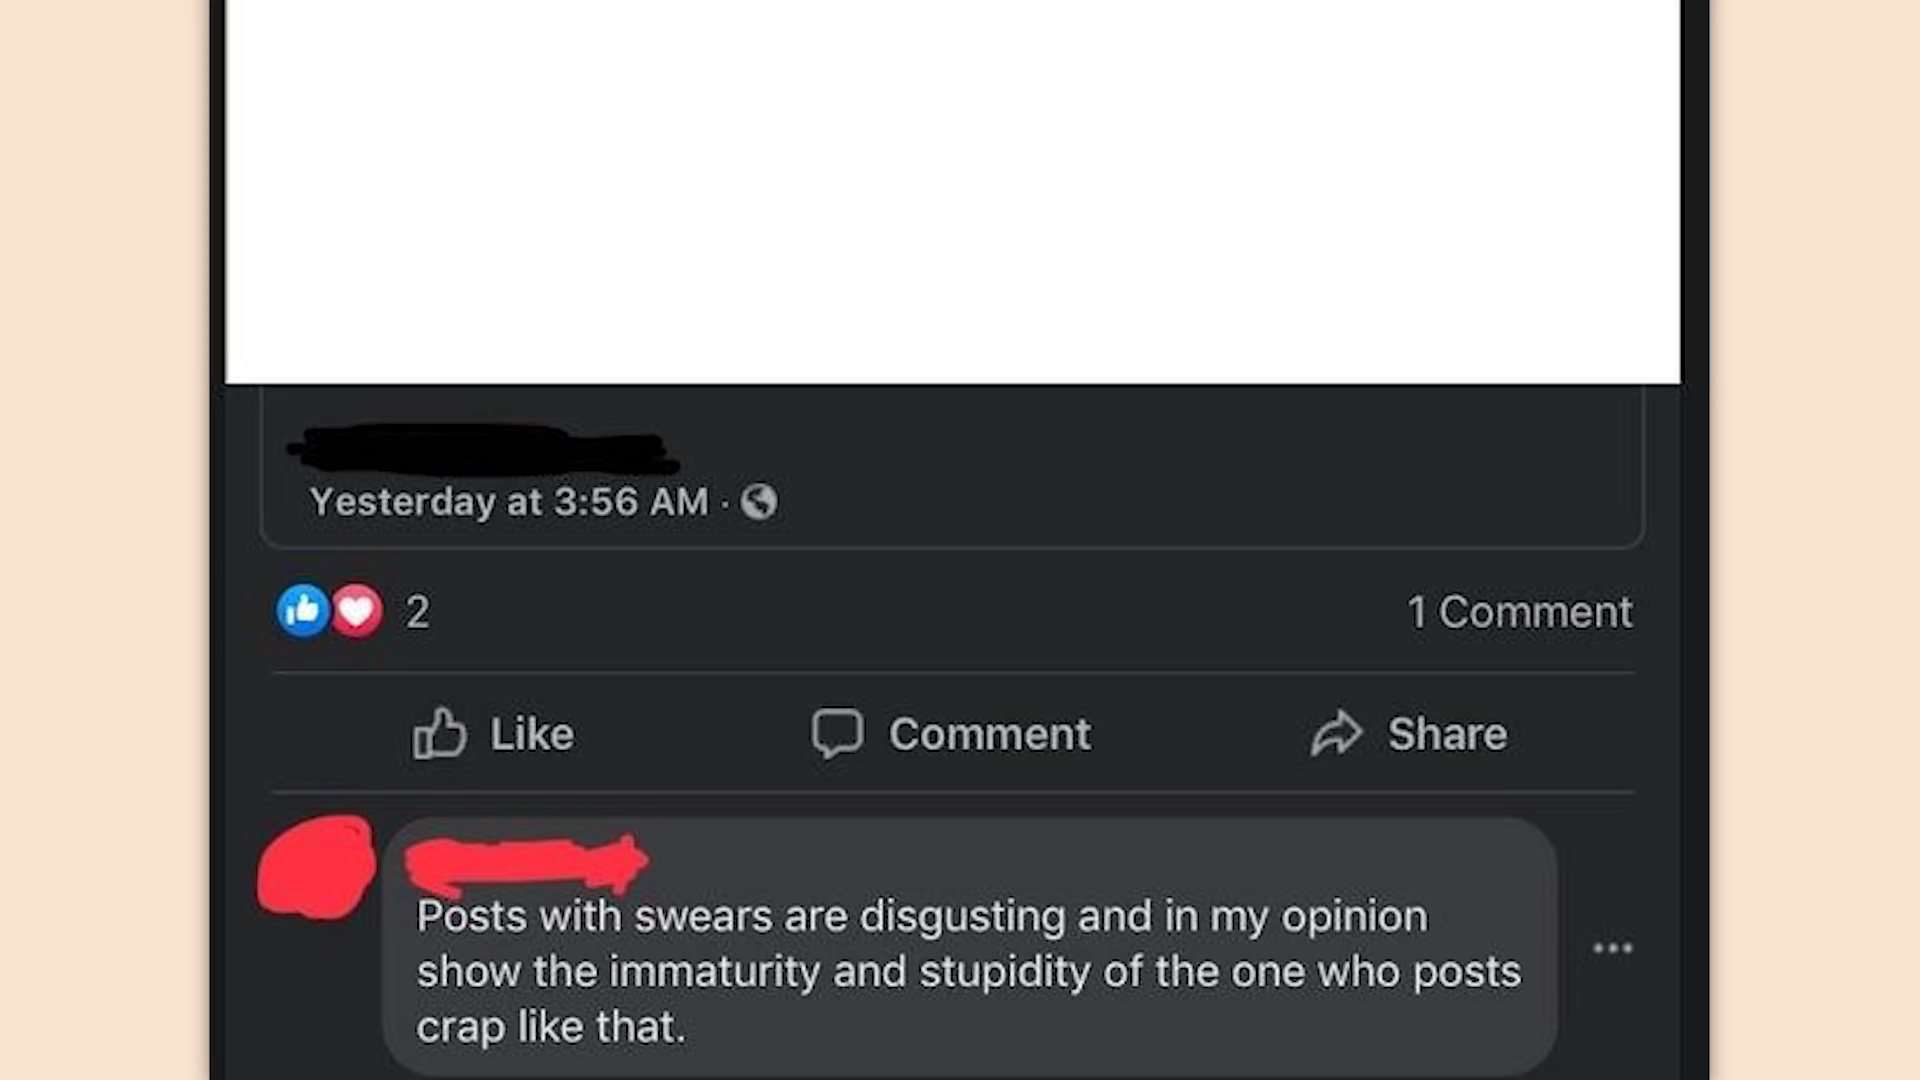 Yesterday at 3:56 AM ·
2
1 Comment
Like
Comment
Share
Posts with swears are disgusting and in my opinion
show the immaturity and stupidity of the one who posts
crap like that.